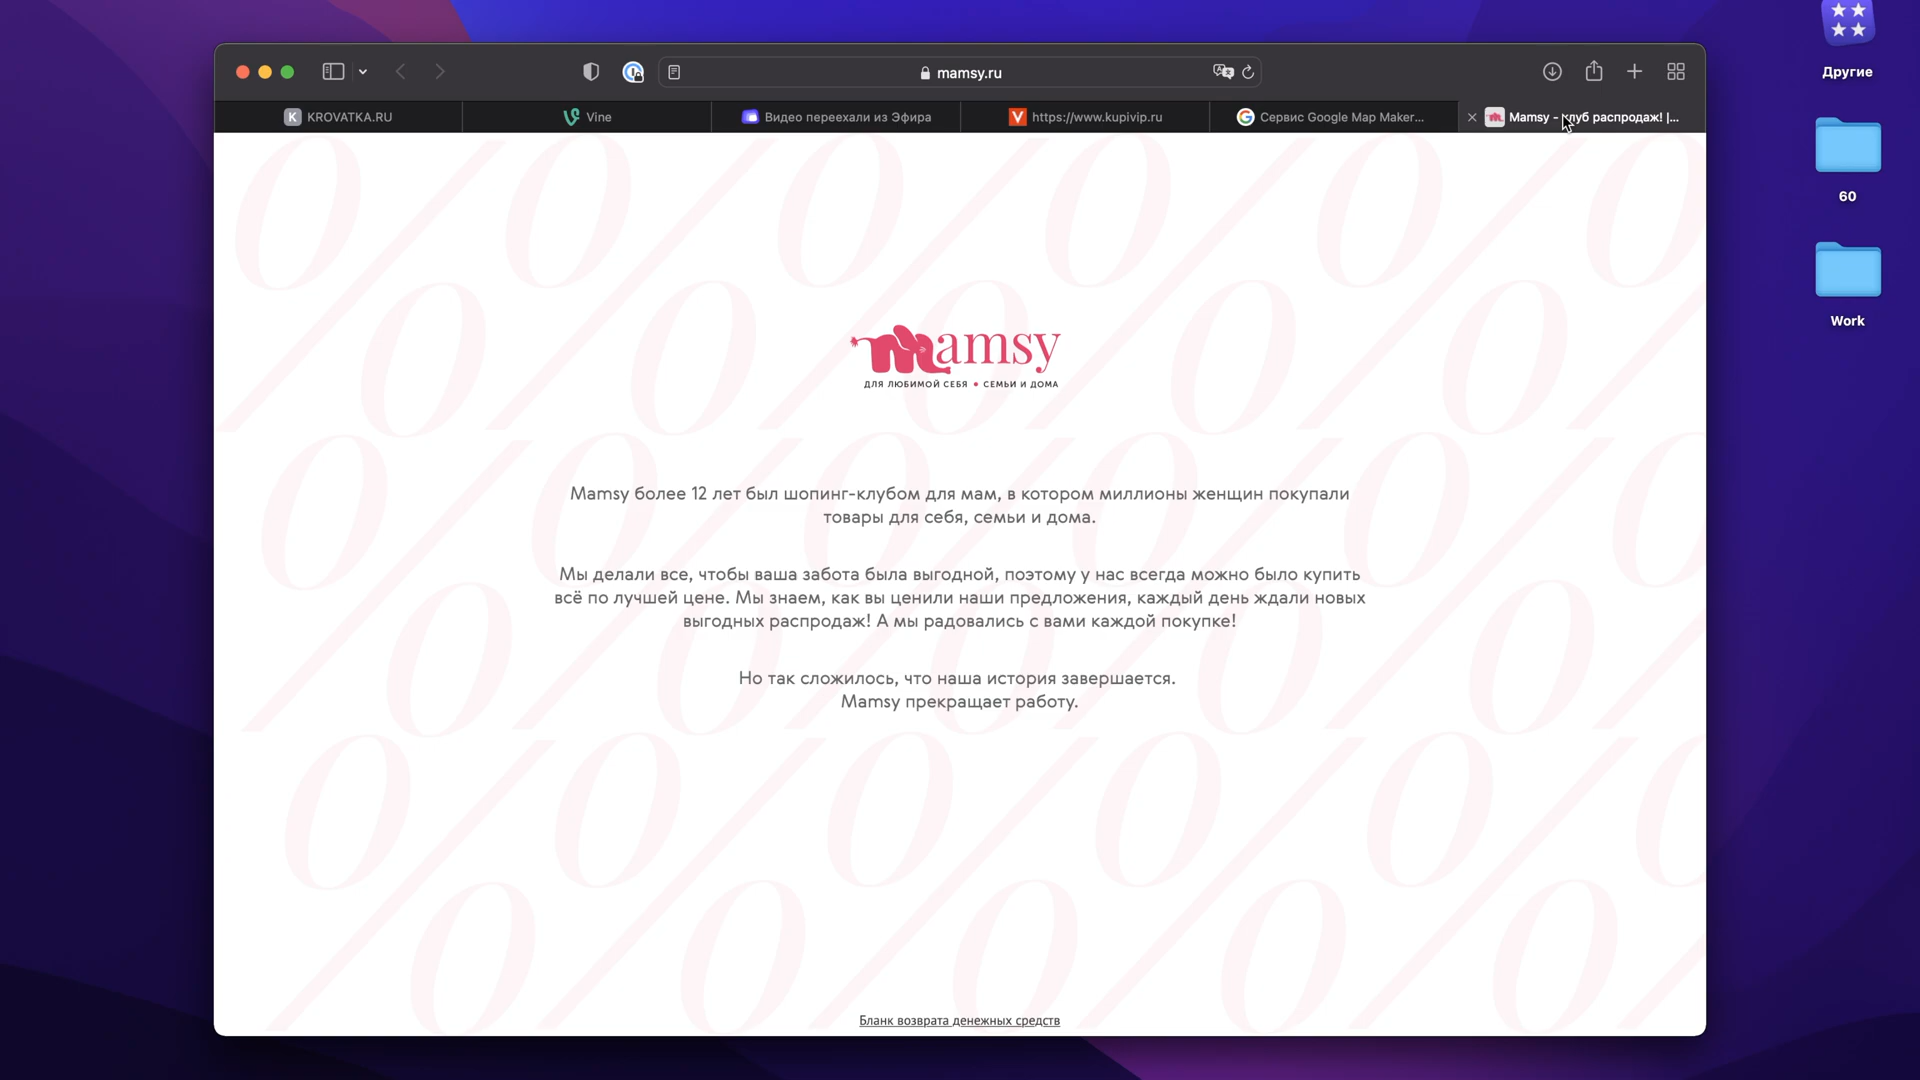 mamsy.ru
KROVATKA.RU
Vine
Видео переехали из Эфира
https://www.kupivip.ru
Сервис Google Map Maker...
Mamsy - клуб распродаж! |...
Другие
60
Work
mamsy
ДЛЯ ЛЮБИМОЙ СЕБЯ • СЕМЬИ И ДОМА
Mamsy более 12 лет был шопинг-клубом для мам, в котором миллионы женщин покупали
товары для себя, семьи и дома.
Мы делали все, чтобы ваша забота была выгодной, поэтому у нас всегда можно было купить
всё по лучшей цене. Мы знаем, как вы ценили наши предложения, каждый день ждали новых
выгодных распродаж! А мы радовались с вами каждой покупке!
Но так сложилось, что наша история завершается.
Mamsy прекращает работу.
Бланк возврата денежных средств